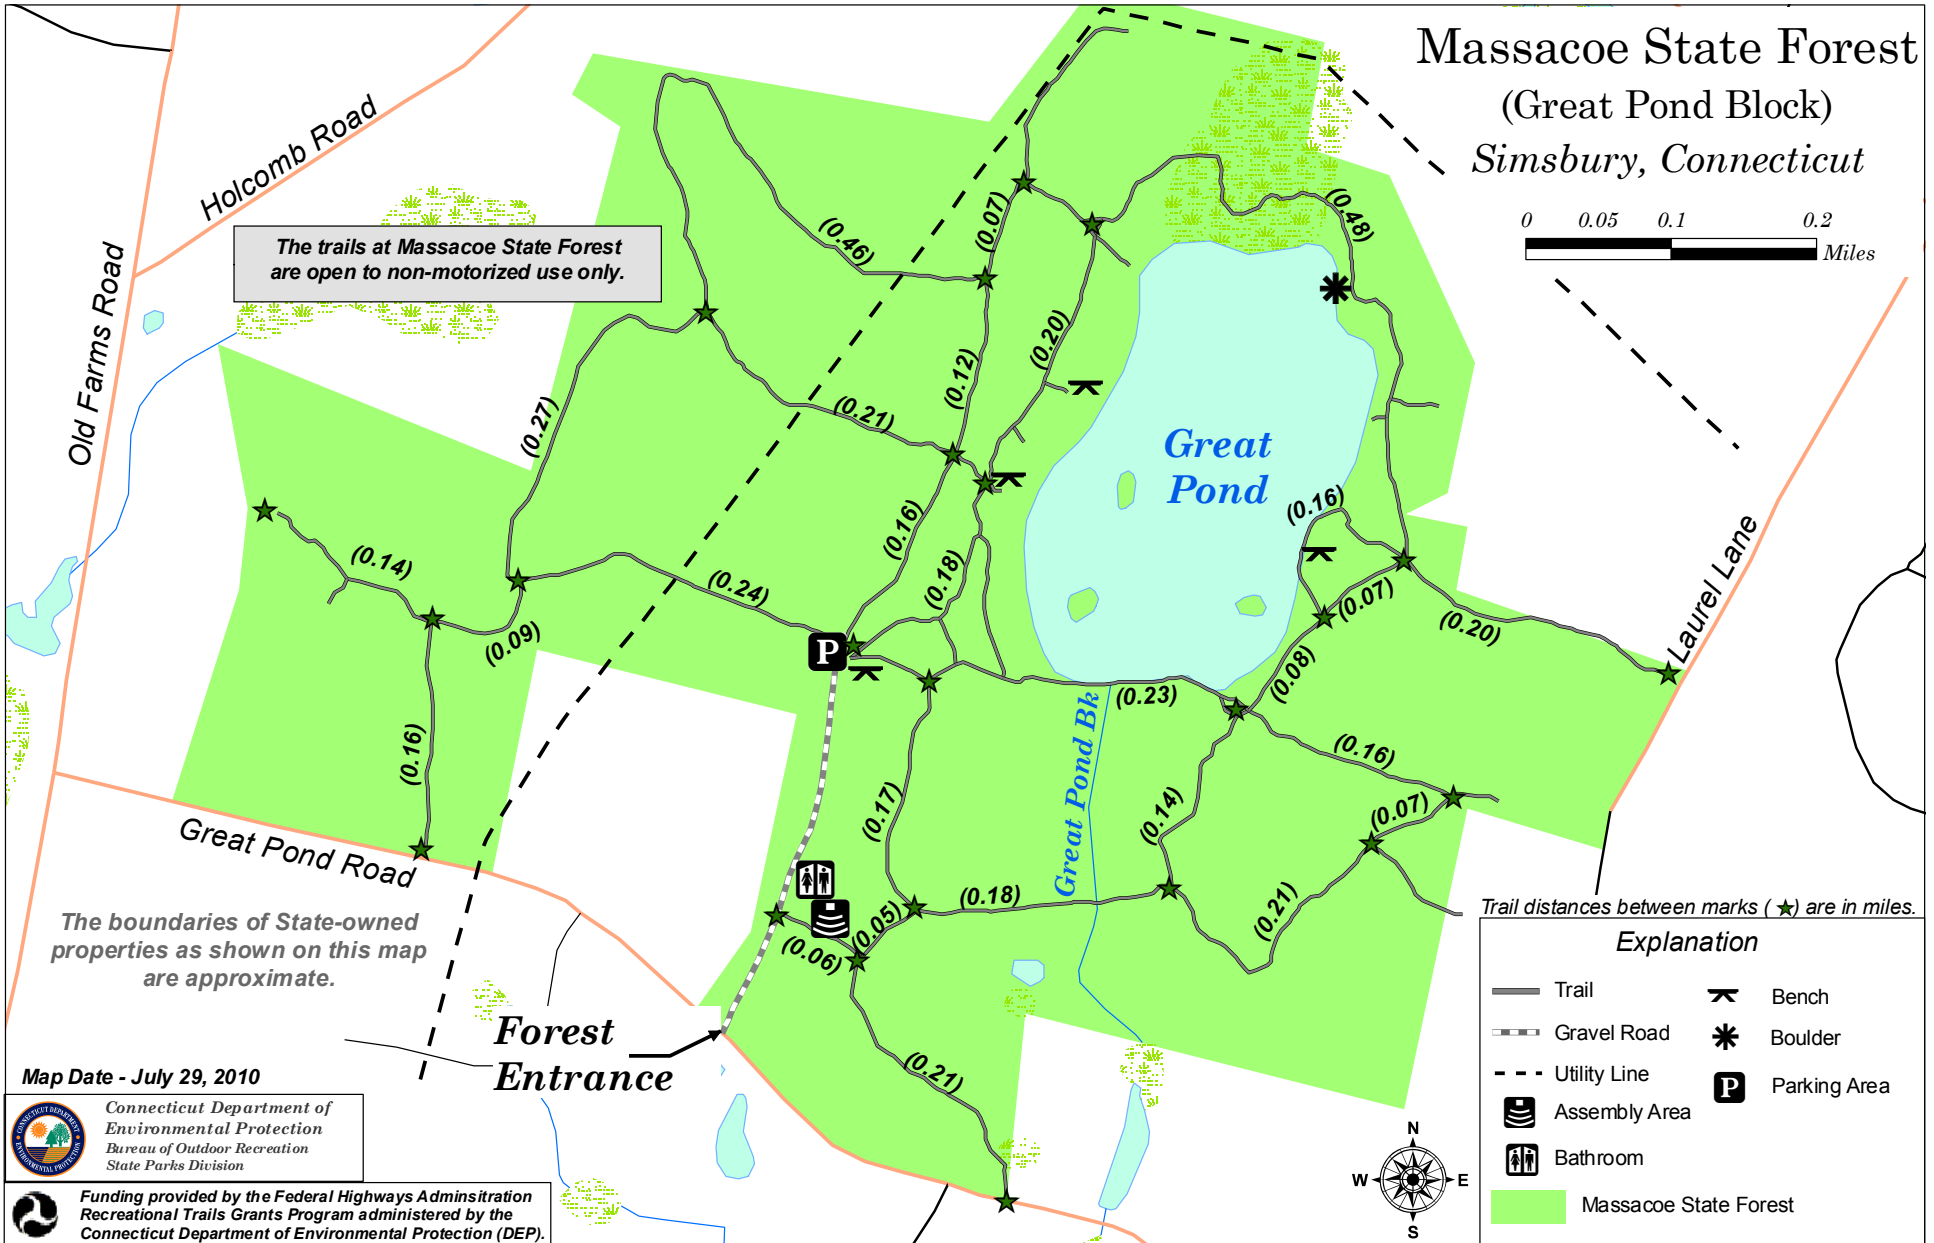 Massacoe State Forest
(Great Pond Block)
Simsbury, Connecticut
0 0.05 0.1 0.2
Miles
Holcomb Road
Old Farms Road
The trails at Massacoe State Forest
are open to non-motorized use only.
(0.46)
(0.07)
(0.48)
(0.20)
(0.12)
(0.27)
(0.21)
Great
Pond
(0.16)
(0.16)
(0.14)
(0.24)
(0.18)
(0.07)
(0.20)
Laurel Lane
(0.09)
P
(0.08)
(0.23)
(0.16)
(0.16)
Great Pond Bk
(0.17)
(0.14)
(0.07)
Great Pond Road
(0.18)
(0.21)
(0.05)
(0.06)
The boundaries of State-owned
properties as shown on this map
are approximate.
Forest
Entrance
(0.21)
Trail distances between marks ( ) are in miles.
Explanation
Trail
Gravel Road
Utility Line
Assembly Area
Bathroom
Massacoe State Forest
Bench
Boulder
P
Parking Area
N
W E
S
Map Date - July 29, 2010
CONNECTICUT DEPARTMENT OF
ENVIRONMENTAL PROTECTION
Connecticut Department of
Environmental Protection
Bureau of Outdoor Recreation
State Parks Division
Funding provided by the Federal Highways Adminsitration
Recreational Trails Grants Program administered by the
Connecticut Department of Environmental Protection (DEP).